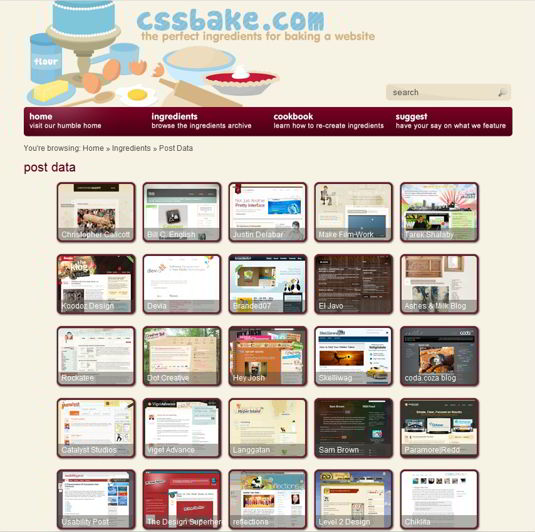 cssbake.com
the perfect ingredients for baking a website
flour
search
home
visit our humble home
ingredients
browse the ingredients archive
cookbook
learn how to re-create ingredients
suggest
have your say on what we feature
You're browsing: Home » Ingredients » Post Data
post data
Christopher Calicott
Bill C. English
Justin Delabar
Make Film Work
Tarek Shalaby
Koodoz Design
Devia
Branded07
El Javo
Ashes & Milk Blog
Rockatee
Dot Creative
Hey Josh
Skelliwag
coda.coza blog
Catalyst Studios
Viget Advance
Langgatan
Sam Brown
Paramore|Redd
Usability Post
The Design Superhero
reflections
Level 2 Design
Chiklita